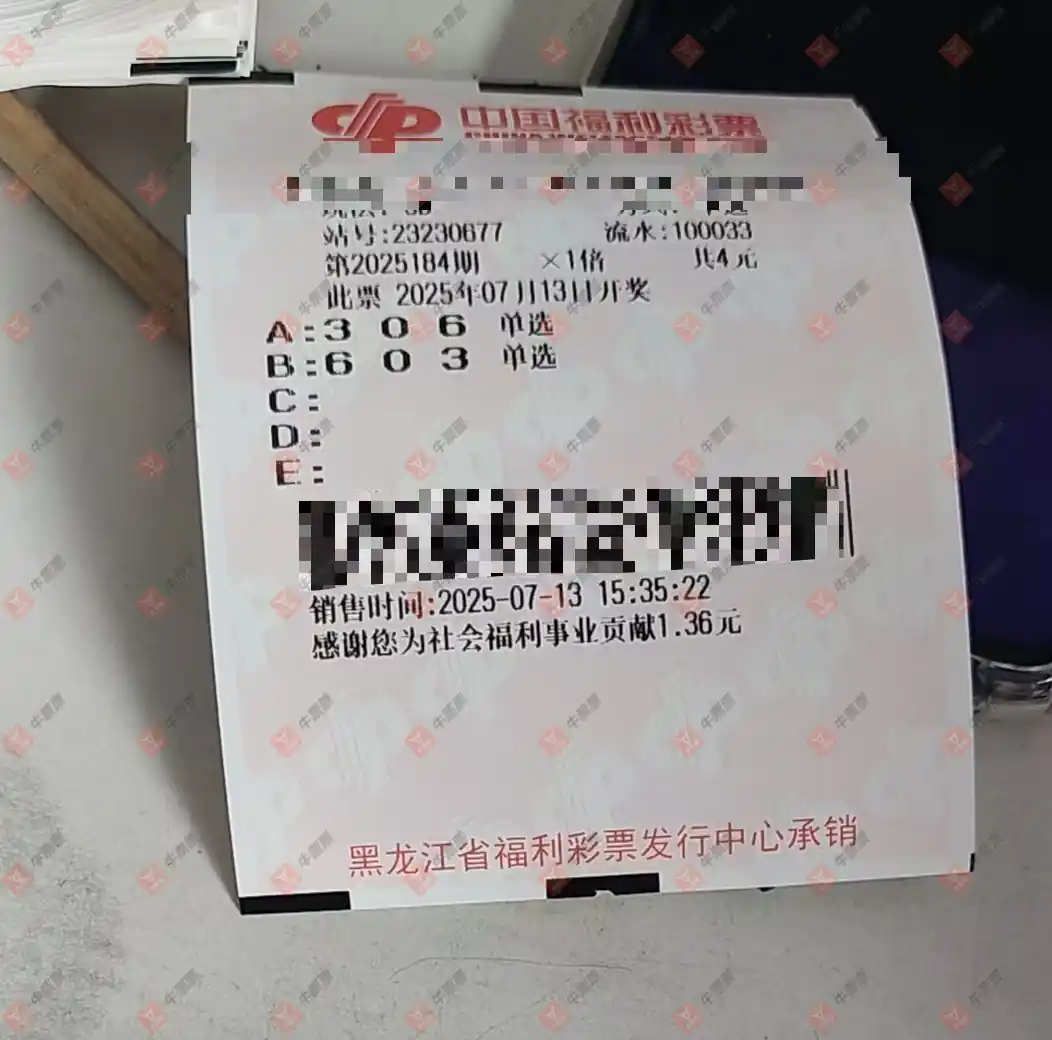 中国福利彩票
站号:23230677 流水:100033
第2025184期 ×1倍 共4元
此票 2025年07月13日开奖
A:3 0 6 单选
B:6 0 3 单选
C:
D:
E:
销售时间:2025-07-13 15:35:22
感谢您为社会福利事业贡献1.36元
黑龙江省福利彩票发行中心承销
牛票票